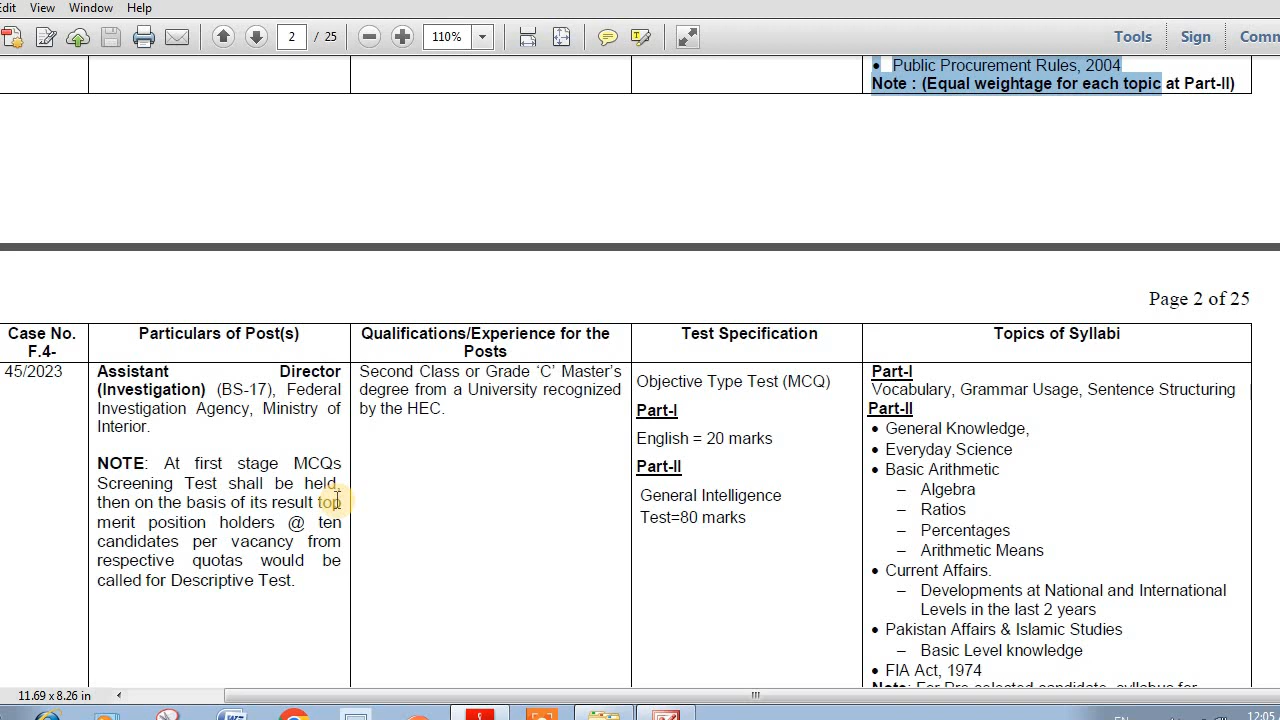 Edit View Window Help
2 / 25 110% Tools Sign
• Public Procurement Rules, 2004
Note : (Equal weightage for each topic at Part-II)
Page 2 of 25
Case No. F.4-
Particulars of Post(s)
Qualifications/Experience for the Posts
Test Specification
Topics of Syllabi
45/2023
Assistant Director
(Investigation) (BS-17), Federal
Investigation Agency, Ministry of
Interior.
NOTE: At first stage MCQs
Screening Test shall be held,
then on the basis of its result top
merit position holders @ ten
candidates per vacancy from
respective quotas would be
called for Descriptive Test.
Second Class or Grade ‘C’ Master’s
degree from a University recognized
by the HEC.
Objective Type Test (MCQ)
Part-I
English = 20 marks
Part-II
General Intelligence
Test=80 marks
Part-I
Vocabulary, Grammar Usage, Sentence Structuring
Part-II
• General Knowledge,
• Everyday Science
• Basic Arithmetic
– Algebra
– Ratios
– Percentages
– Arithmetic Means
• Current Affairs.
– Developments at National and International
Levels in the last 2 years
• Pakistan Affairs & Islamic Studies
– Basic Level knowledge
• FIA Act, 1974
11.69 x 8.26 in
12:05